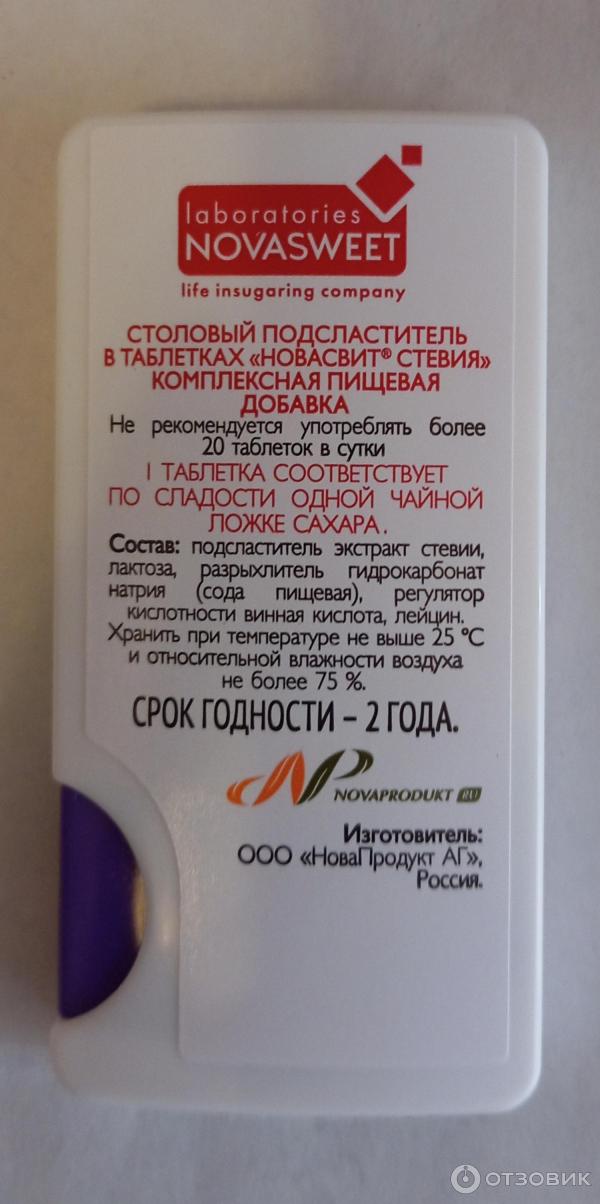 laboratories
NOVASWEET
life insugaring company
СТОЛОВЫЙ ПОДСЛАСТИТЕЛЬ
В ТАБЛЕТКАХ «НОВАСВИТ® СТЕВИЯ»
КОМПЛЕКСНАЯ ПИЩЕВАЯ
ДОБАВКА
Не рекомендуется употреблять более
20 таблеток в сутки
1 ТАБЛЕТКА СООТВЕТСТВУЕТ
ПО СЛАДОСТИ ОДНОЙ ЧАЙНОЙ
ЛОЖКЕ САХАРА.
Состав: подсластитель экстракт стевии,
лактоза, разрыхлитель гидрокарбонат
натрия (сода пищевая), регулятор
кислотности винная кислота, лейцин.
Хранить при температуре не выше 25 °C
и относительной влажности воздуха
не более 75 %.
СРОК ГОДНОСТИ – 2 ГОДА.
NP NOVAPRODUKT RU
Изготовитель:
ООО «НоваПродукт АГ»,
Россия.
ОТЗОВИК